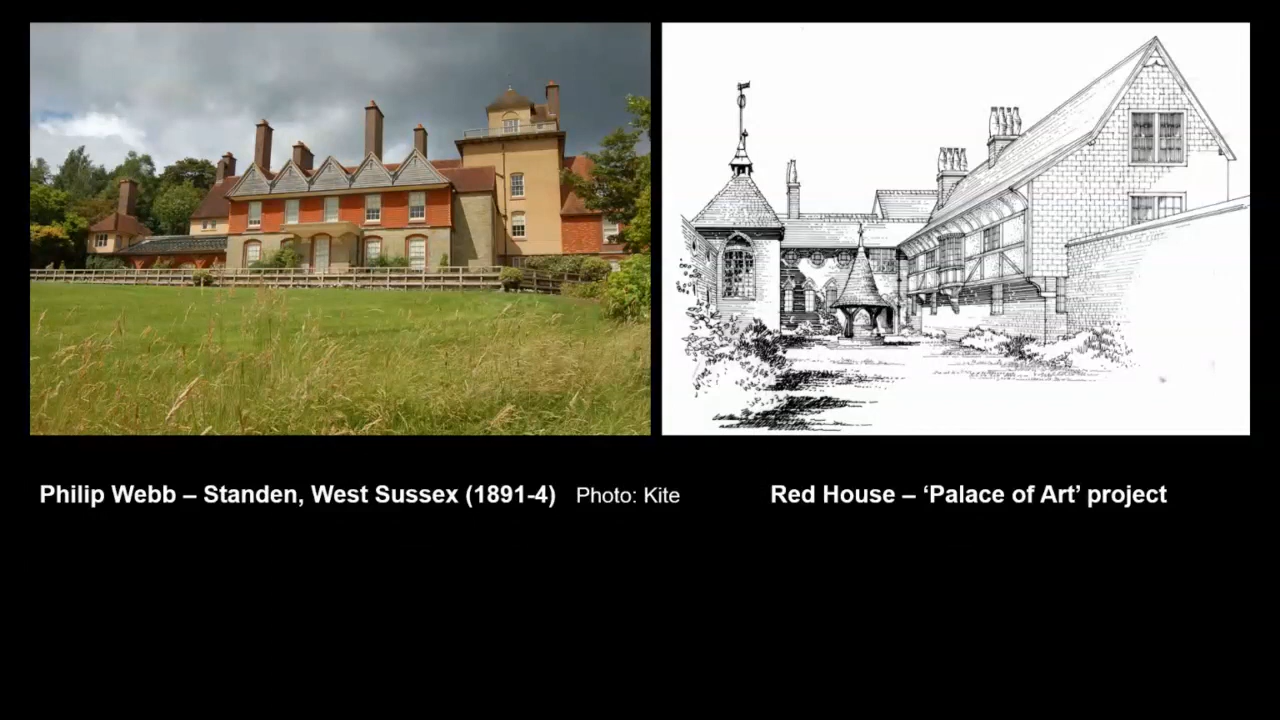 Philip Webb – Standen, West Sussex (1891-4) Photo: Kite
Red House – ‘Palace of Art’ project